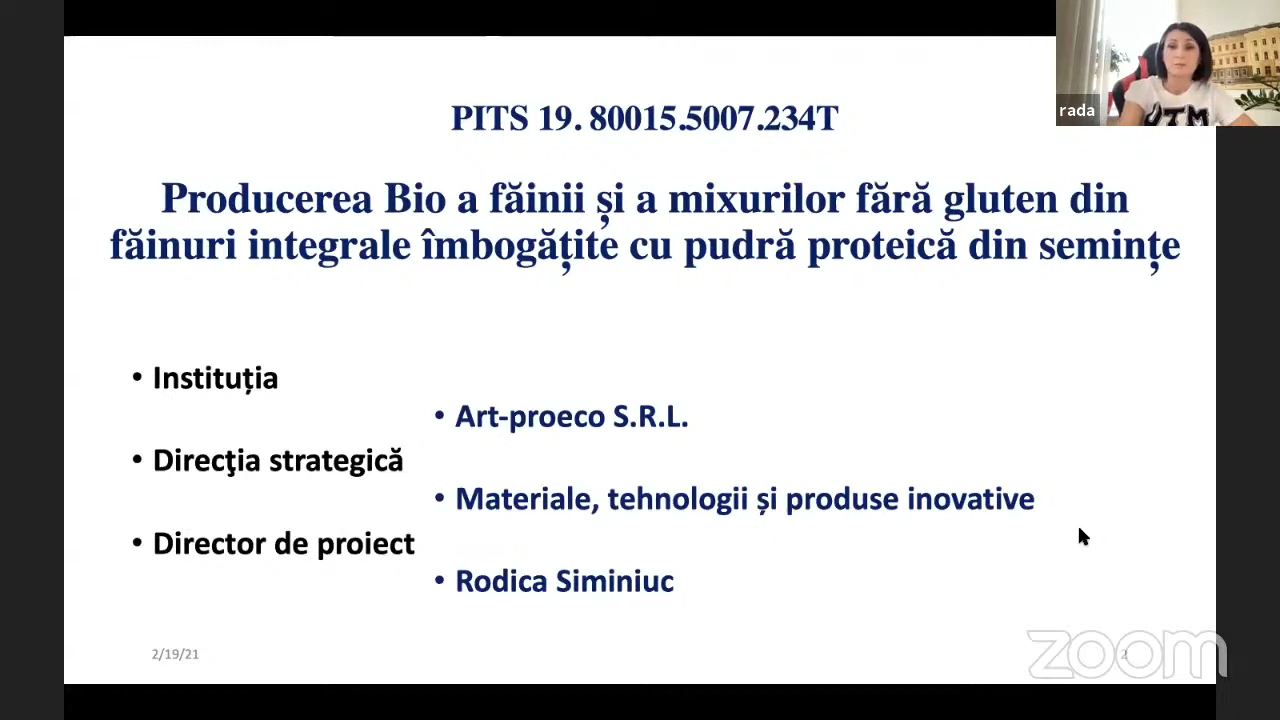 PITS 19. 80015.5007.234T
rada
UTM
Producerea Bio a făinii și a mixurilor fără gluten din
făinuri integrale îmbogățite cu pudră proteică din semințe
• Instituția
• Art-proeco S.R.L.
• Direcţia strategică
• Materiale, tehnologii și produse inovative
• Director de proiect
• Rodica Siminiuc
2/19/21
2
zoom